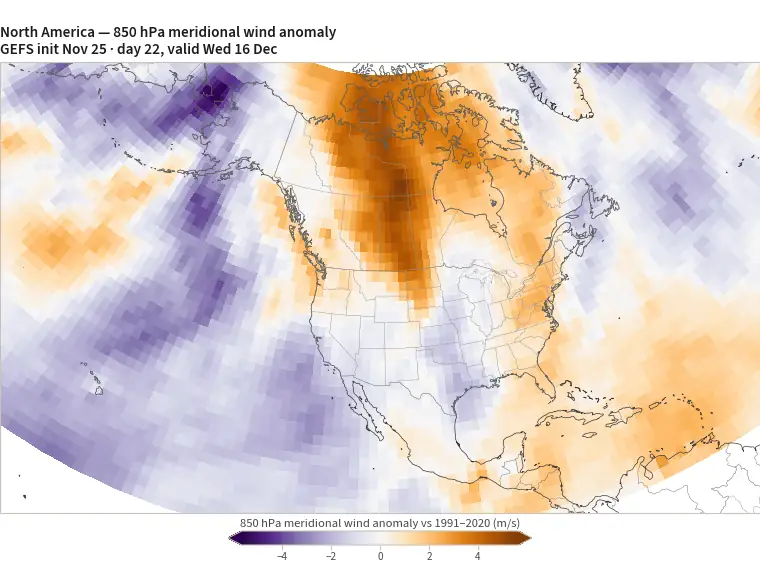 North America — 850 hPa meridional wind anomaly
GEFS init Nov 25 · day 22, valid Wed 16 Dec
850 hPa meridional wind anomaly vs 1991–2020 (m/s)
−4 −2 0 2 4